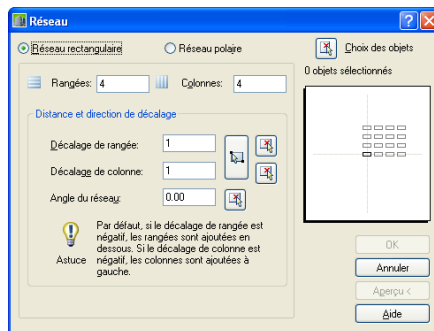 Réseau
Réseau rectangulaire
Réseau polaire
Choix des objets
0 objets sélectionnés
Rangées: 4
Colonnes: 4
Distance et direction de décalage
Décalage de rangée: 1
Décalage de colonne: 1
Angle du réseau: 0.00
Astuce
Par défaut, si le décalage de rangée est
négatif, les rangées sont ajoutées en
dessous. Si le décalage de colonne est
négatif, les colonnes sont ajoutées à
gauche.
OK
Annuler
Aperçu <
Aide